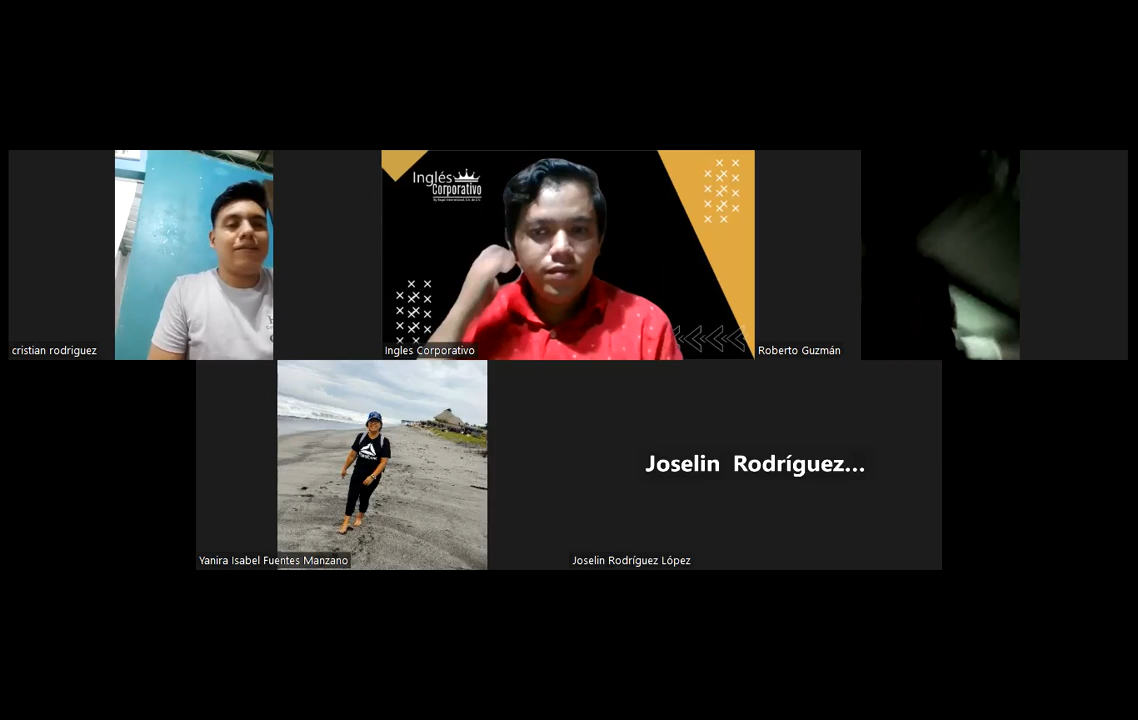 Inglés
Corporativo
cristian rodriguez
Ingles Corporativo
Roberto Guzmán
Yanira Isabel Fuentes Manzano
Joselin Rodríguez...
Joselin Rodríguez López